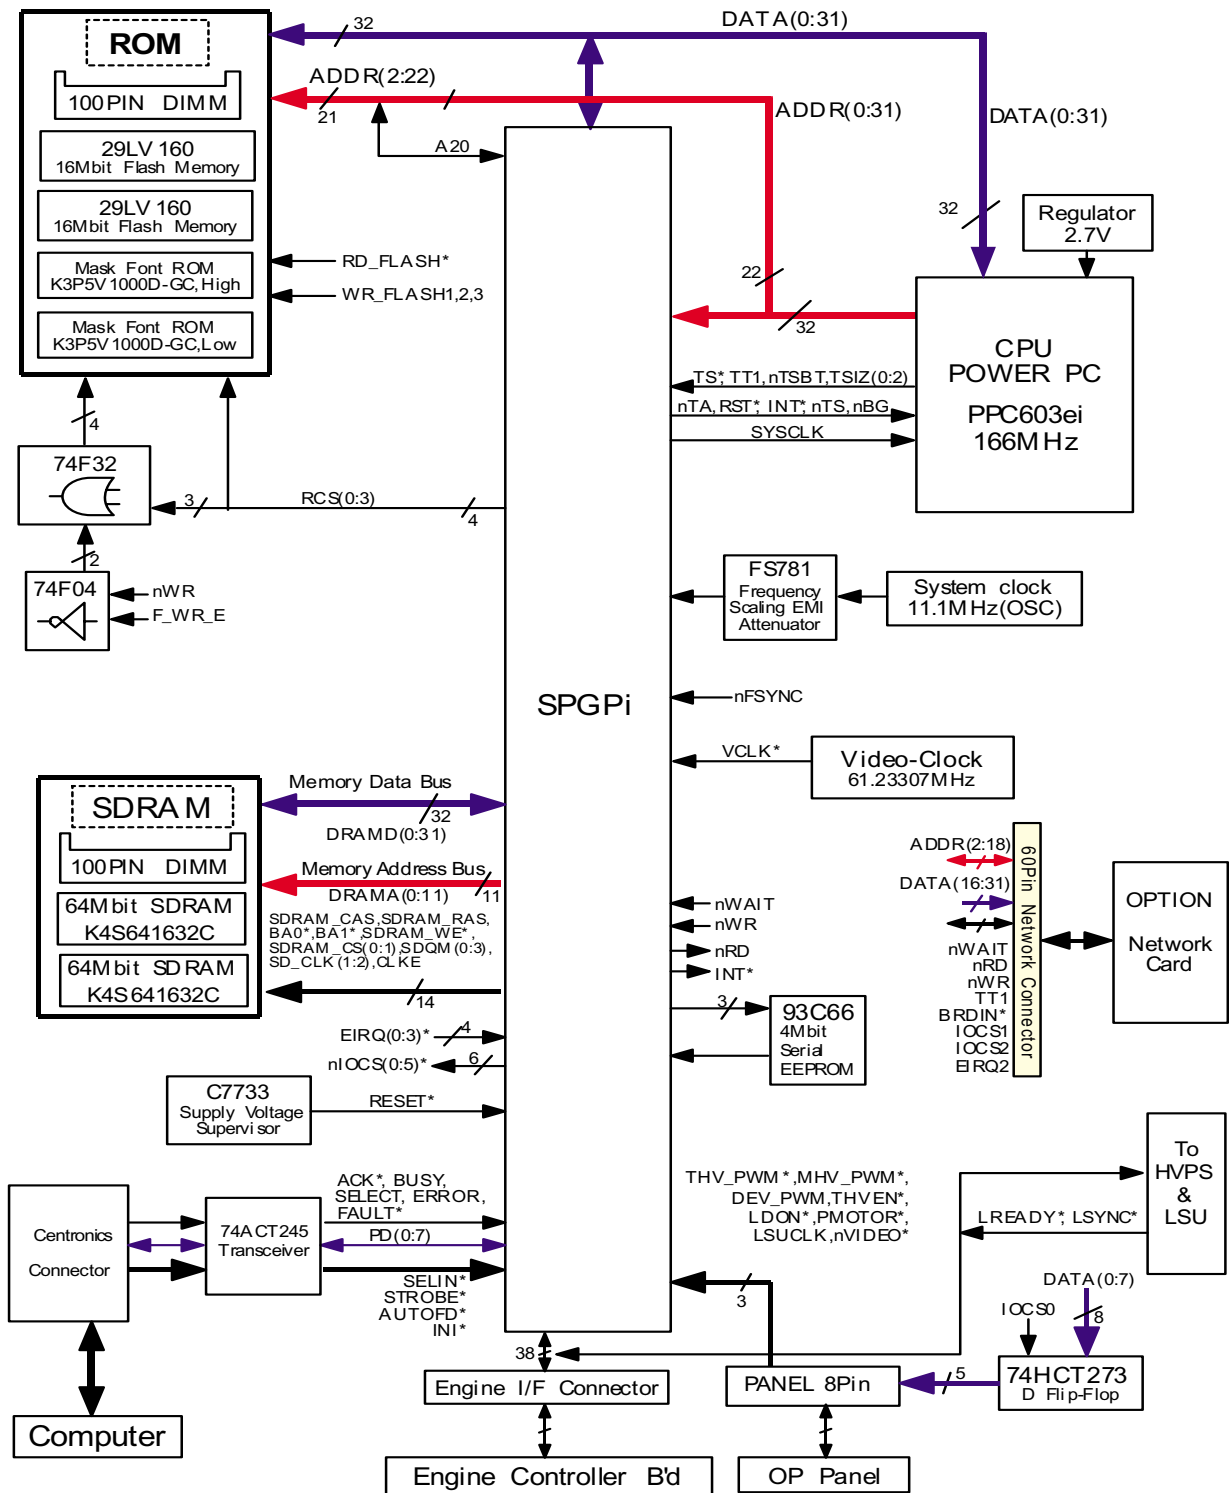 ROM
100PIN DIMM
29LV160
16Mbit Flash Memory
29LV160
16Mbit Flash Memory
Mask Font ROM
K3P5V1000D-GC,High
Mask Font ROM
K3P5V1000D-GC,Low
32
DATA(0:31)
ADDR(2:22)
21
A20
ADDR(0:31)
DATA(0:31)
RD_FLASH*
WR_FLASH1,2,3
32
22
32
Regulator
2.7V
CPU
POWER PC
PPC603ei
166MHz
TS*, TT1,nTSBT,TSIZ(0:2)
nTA,RST*, INT*, nTS,nBG
SYSCLK
4
74F32
3
RCS(0:3)
4
2
74F04
nWR
F_WR_E
FS781
Frequency
Scaling EMI
Attenuator
System clock
11.1MHz(OSC)
SPGPi
nFSYNC
VCLK*
Video-Clock
61.23307MHz
SDRAM
100PIN DIMM
64Mbit SDRAM
K4S641632C
64Mbit SDRAM
K4S641632C
Memory Data Bus
32
DRAMD(0:31)
Memory Address Bus
DRAMA(0:11)
11
SDRAM_CAS,SDRAM_RAS,
BA0*,BA1*,SDRAM_WE*,
SDRAM_CS(0:1),SDQM(0:3),
SD_CLK(1:2),CLKE
14
nWAIT
nWR
nRD
INT*
ADDR(2:18)
DATA(16:31)
nWAIT
nRD
nWR
TT1
BRDIN*
IOCS1
IOCS2
EIRQ2
60Pin Network Connector
OPTION
Network
Card
EIRQ(0:3)*
4
nIOCS(0:5)*
6
3
93C66
4Mbit
Serial
EEPROM
C7733
Supply Voltage
Supervisor
RESET*
Centronics
Connector
74ACT245
Transceiver
ACK*, BUSY,
SELECT, ERROR,
FAULT*
PD(0:7)
SELIN*
STROBE*
AUTOFD*
INI*
THV_PWM*,MHV_PWM*,
DEV_PWM,THVEN*,
LDON*,PMOTOR*,
LSUCLK,nVIDEO*
LREADY*, LSYNC*
To
HVPS
&
LSU
3
DATA(0:7)
IOCS0
8
38
Engine I/F Connector
PANEL 8Pin
5
74HCT273
D Flip-Flop
Computer
Engine Controller B'd
OP Panel